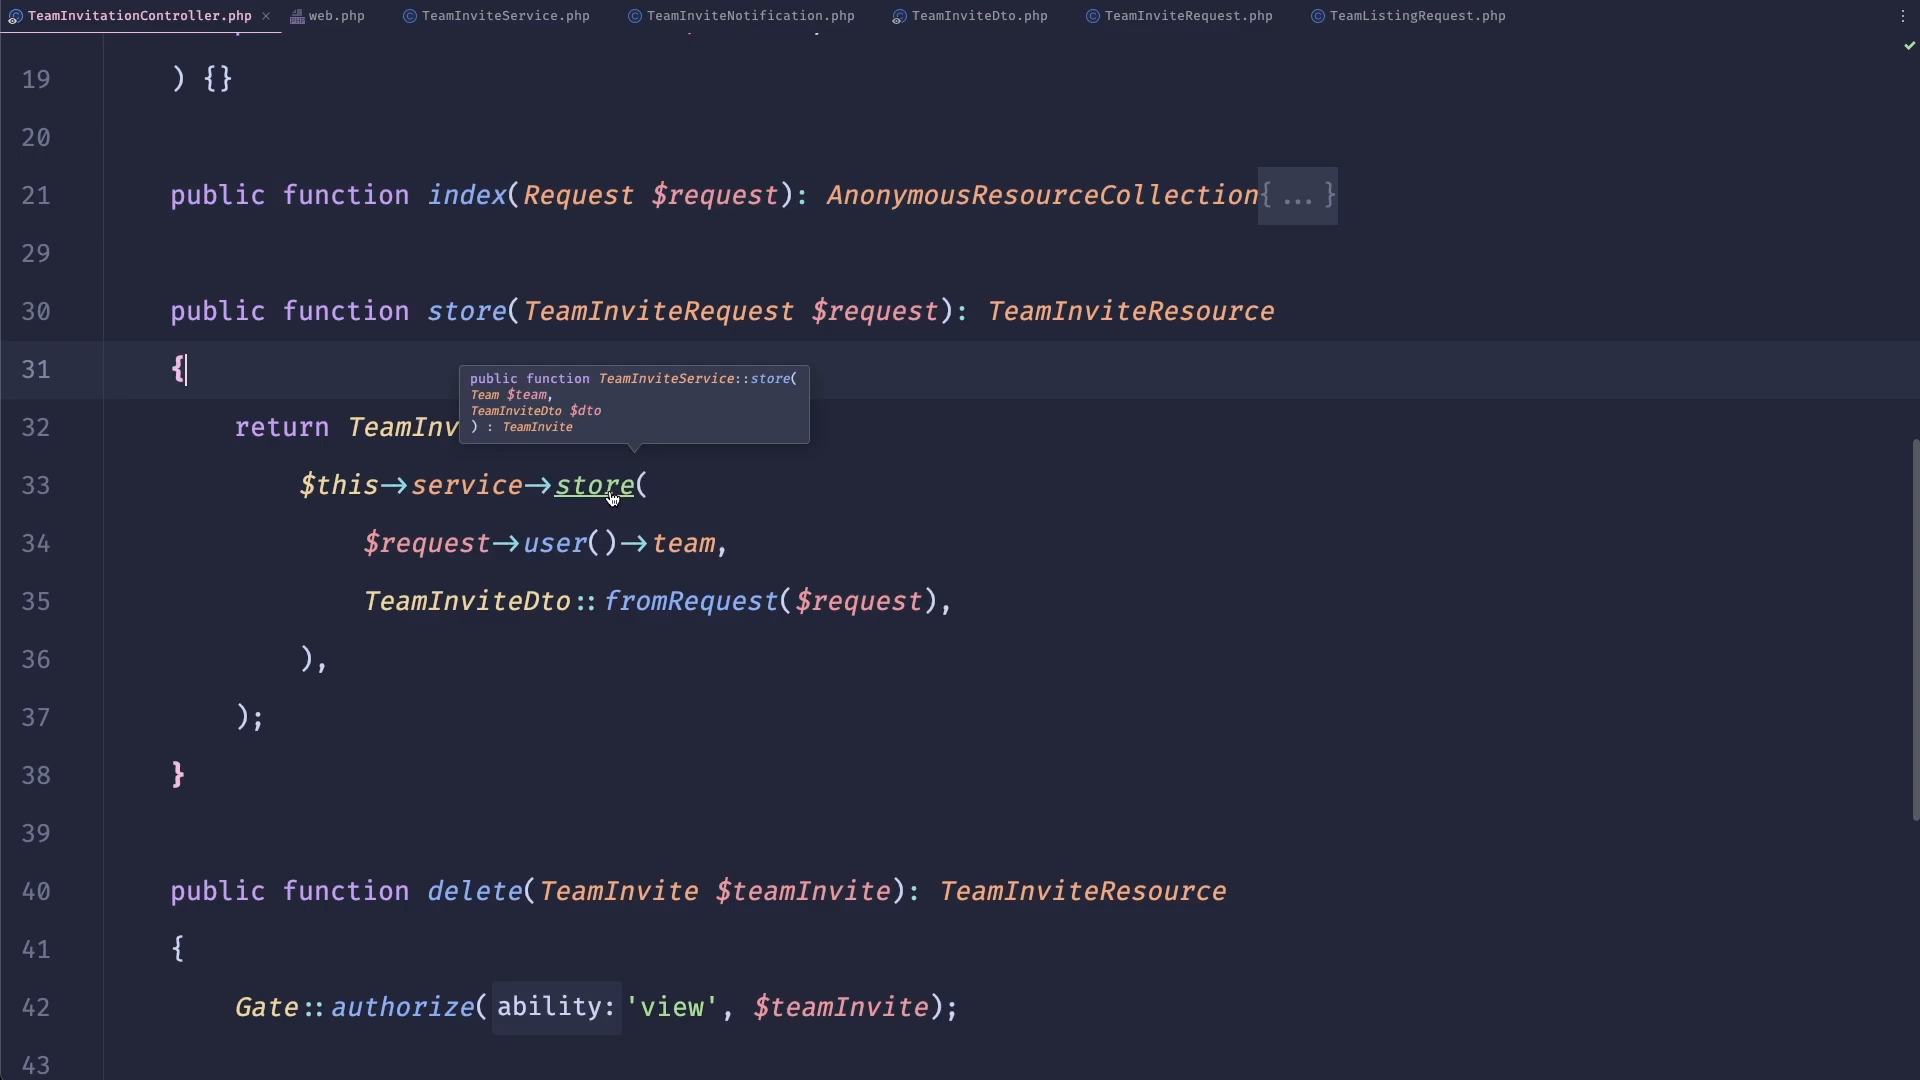 TeamInvitationController.php × web.php TeamInviteService.php TeamInviteNotification.php TeamInviteDto.php TeamInviteRequest.php TeamListingRequest.php
19 ) {}
20
21 public function index(Request $request): AnonymousResourceCollection{ ... }
29
30 public function store(TeamInviteRequest $request): TeamInviteResource
31 {
public function TeamInviteService::store(
Team $team,
TeamInviteDto $dto
) : TeamInvite
32 return TeamInv
33 $this->service->store(
34 $request->user()->team,
35 TeamInviteDto::fromRequest($request),
36 ),
37 );
38 }
39
40 public function delete(TeamInvite $teamInvite): TeamInviteResource
41 {
42 Gate::authorize( ability: 'view', $teamInvite);
43